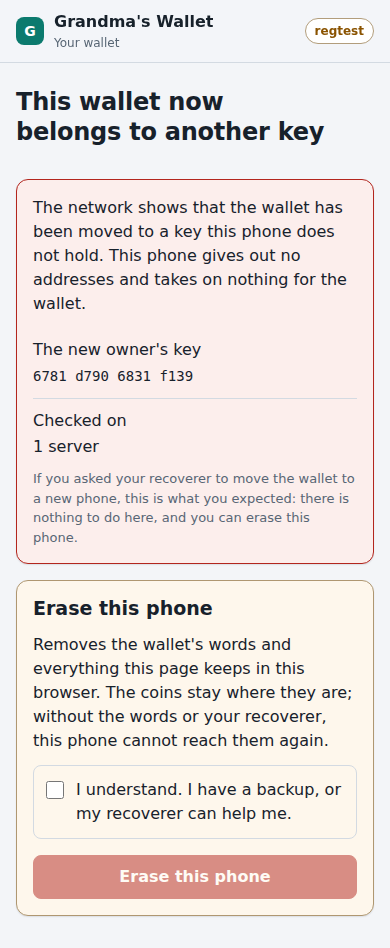 G
Grandma's Wallet
Your wallet
regtest
This wallet now
belongs to another key
The network shows that the wallet has
been moved to a key this phone does
not hold. This phone gives out no
addresses and takes on nothing for the
wallet.
The new owner's key
6781 d790 6831 f139
Checked on
1 server
If you asked your recoverer to move the wallet to
a new phone, this is what you expected: there is
nothing to do here, and you can erase this
phone.
Erase this phone
Removes the wallet's words and
everything this page keeps in this
browser. The coins stay where they are;
without the words or your recoverer,
this phone cannot reach them again.
I understand. I have a backup, or
my recoverer can help me.
Erase this phone